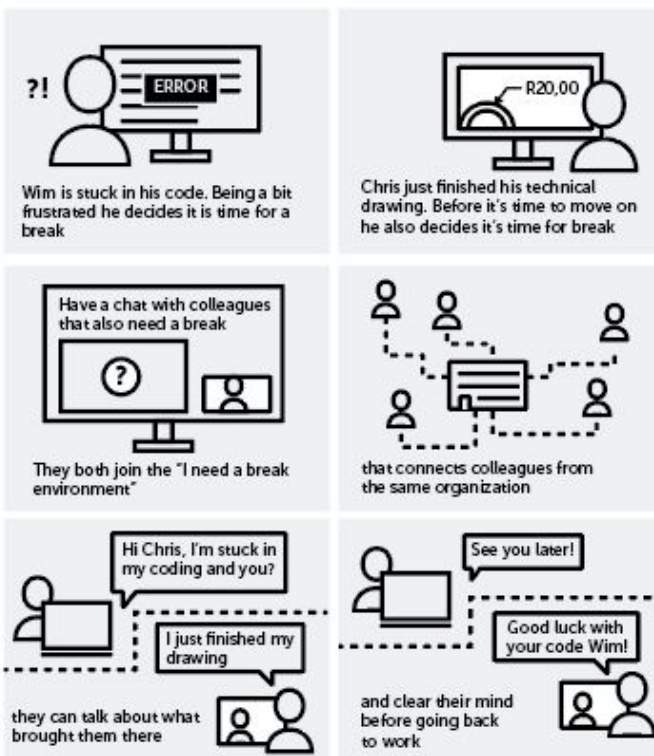 ?!
ERROR
Wim is stuck in his code. Being a bit
frustrated he decides it is time for a
break
R20,00
Chris just finished his technical
drawing. Before it's time to move on
he also decides it's time for break
Have a chat with colleagues
that also need a break
?
They both join the "I need a break
environment"
that connects colleagues from
the same organization
Hi Chris, I'm stuck in
my coding and you?
I just finished my
drawing
they can talk about what
brought them there
See you later!
Good luck with
your code Wim!
and clear their mind
before going back
to work